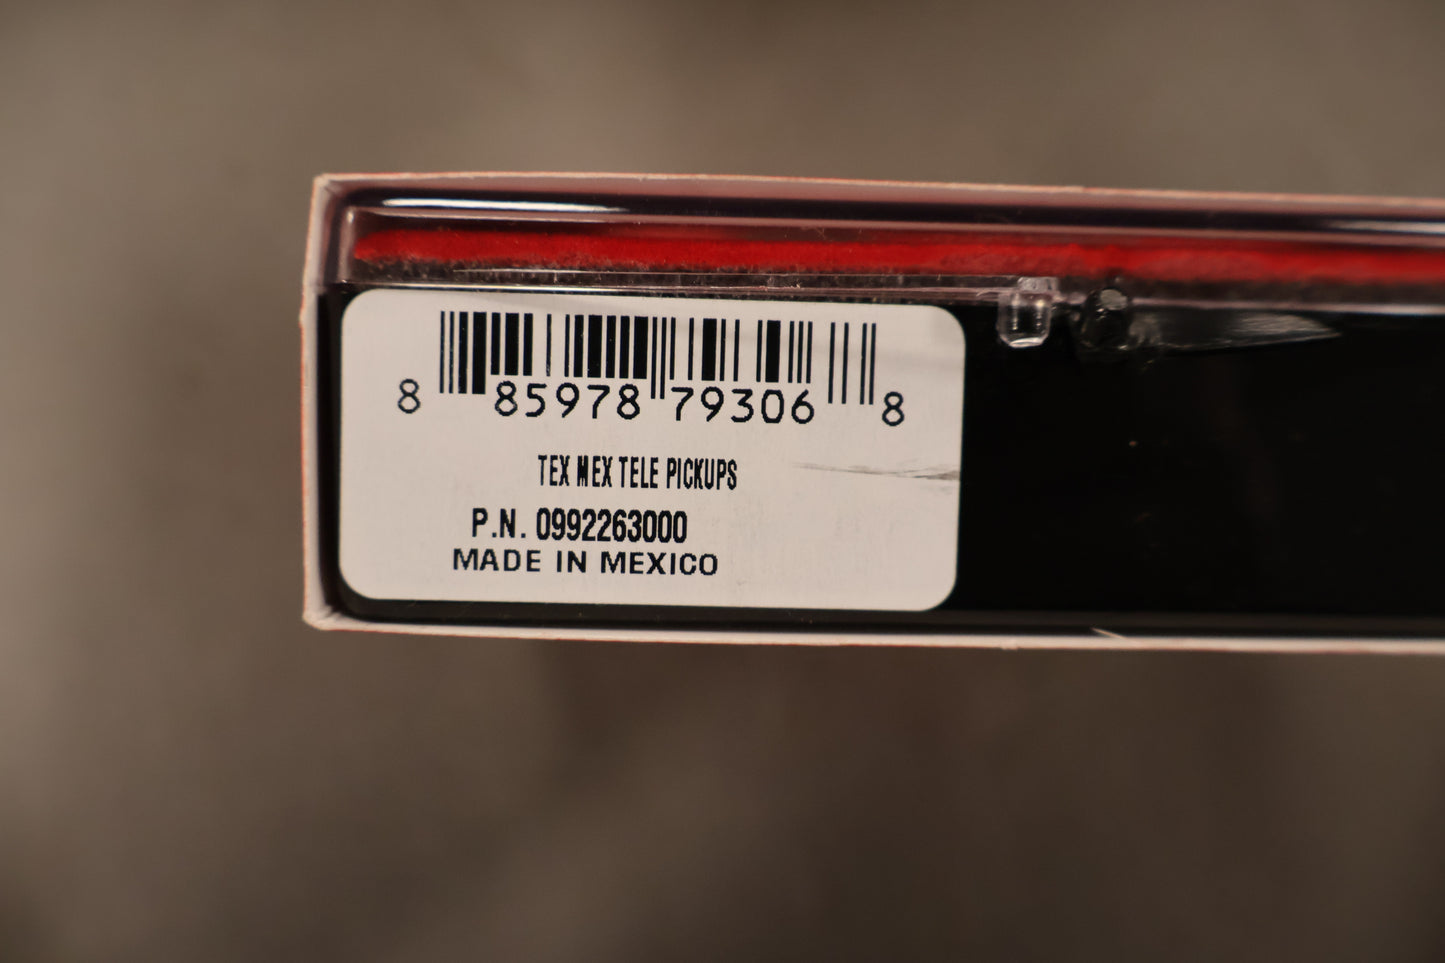 8 85978 79306 8
TEX MEX TELE PICKUPS
P.N. 0992263000
MADE IN MEXICO